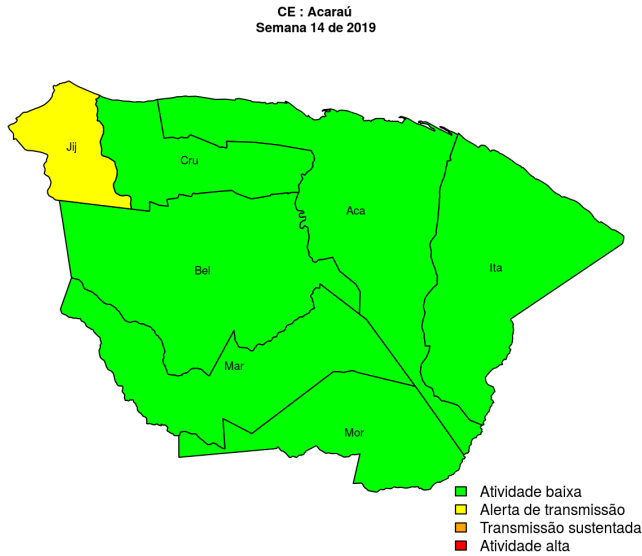 CE : Acaraú
Semana 14 de 2019
Jij
Cru
Aca
Bel
Ita
Mar
Mor
Atividade baixa
Alerta de transmissão
Transmissão sustentada
Atividade alta